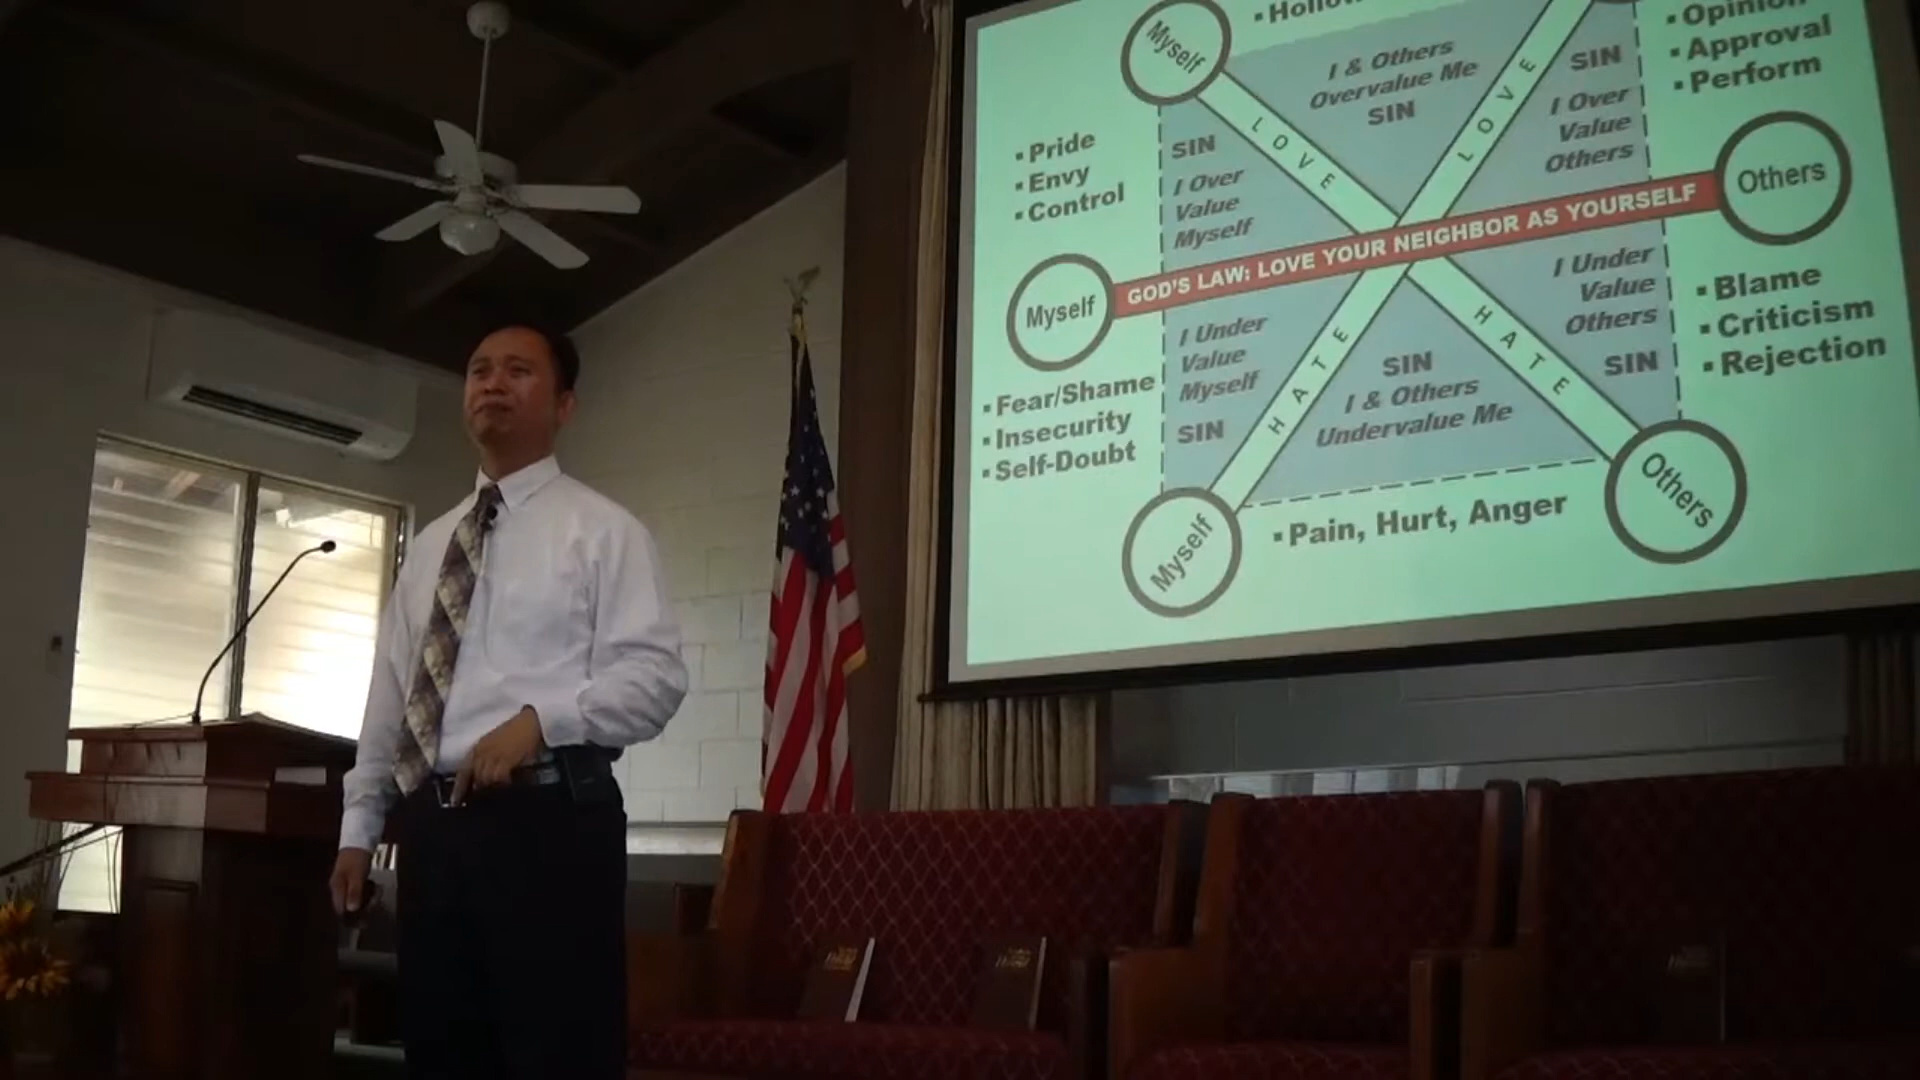 Myself
I & Others
Overvalue Me
SIN
LOVE
LOVE
SIN
I Over
Value
Others
Approval
Perform
Pride
Envy
Control
SIN
I Over
Value
Myself
Others
GOD'S LAW: LOVE YOUR NEIGHBOR AS YOURSELF
Myself
I Under
Value
Myself
SIN
Fear/Shame
Insecurity
Self-Doubt
HATE
HATE
SIN
I & Others
Undervalue Me
I Under
Value
Others
SIN
Blame
Criticism
Rejection
Myself
Pain, Hurt, Anger
Others